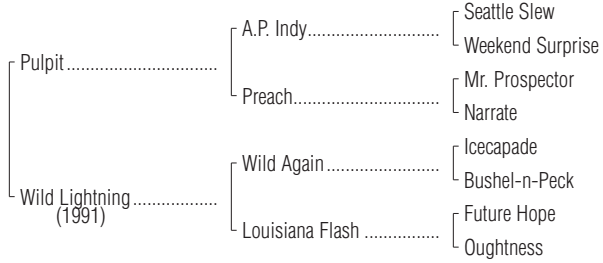 Seattle Slew
A.P. Indy
Weekend Surprise
Pulpit
Mr. Prospector
Preach
Narrate
Icecapade
Wild Again
Bushel-n-Peck
Wild Lightning
(1991)
Future Hope
Louisiana Flash
Oughtness